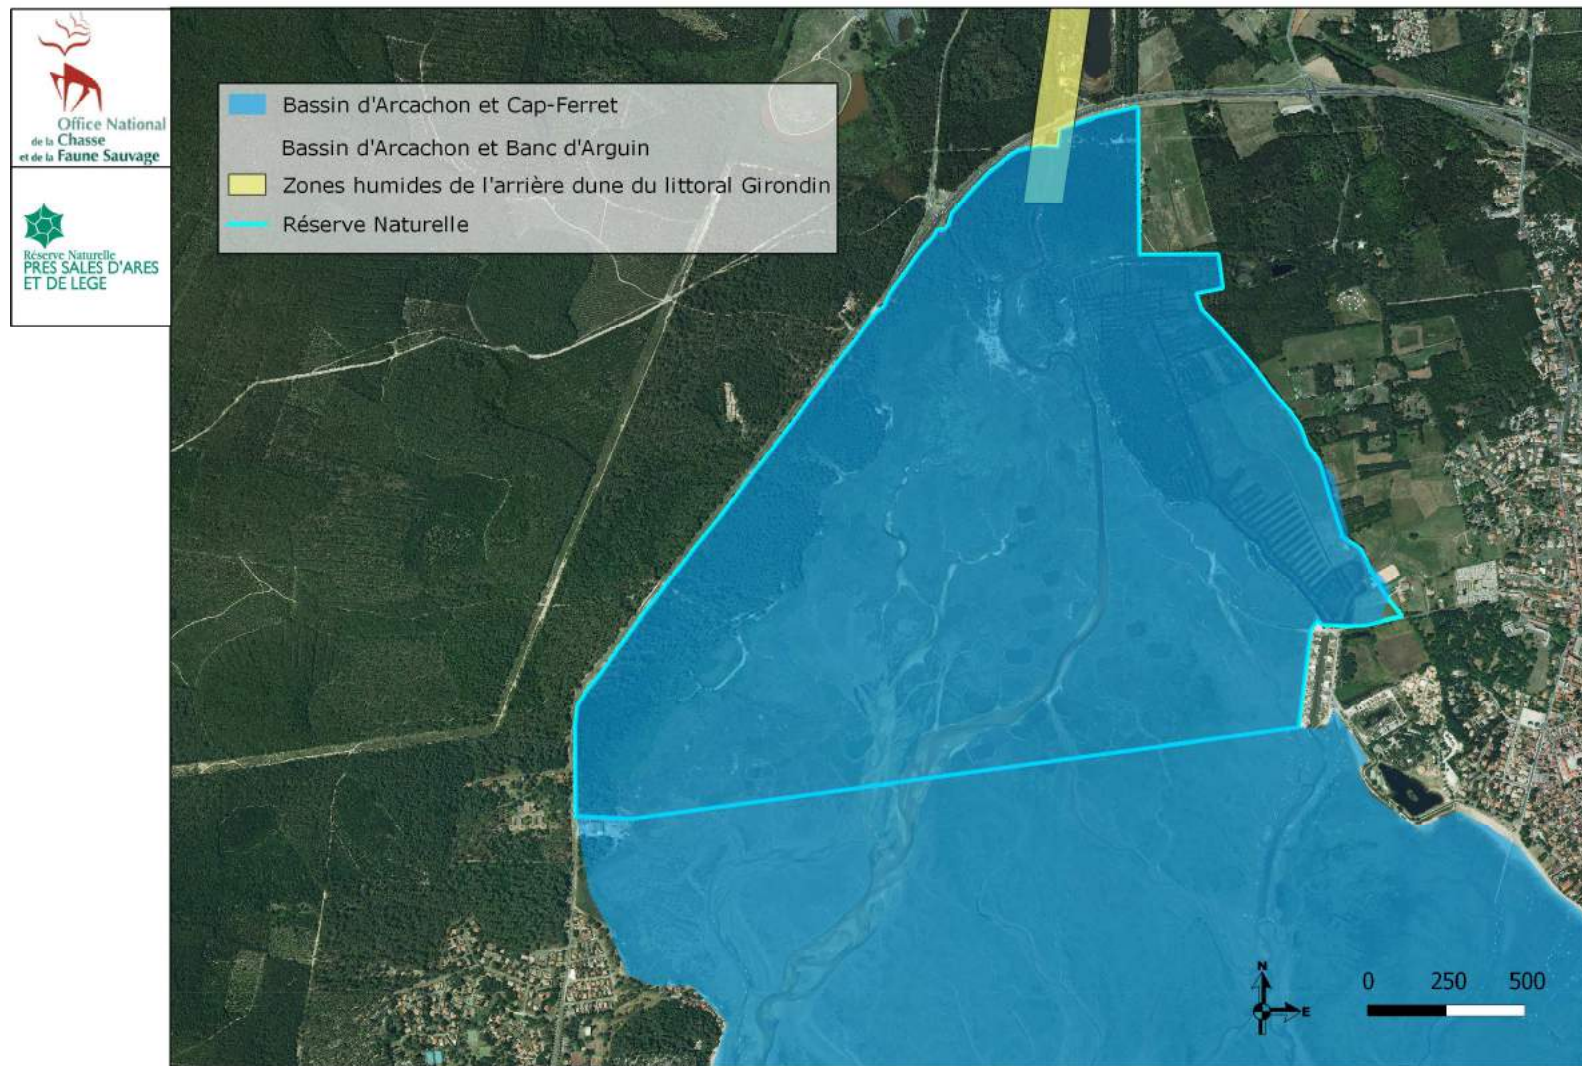 Office National
de la Chasse
et de la Faune Sauvage
Réserve Naturelle
PRES SALES D'ARES
ET DE LEGE
Bassin d'Arcachon et Cap-Ferret
Bassin d'Arcachon et Banc d'Arguin
Zones humides de l'arrière dune du littoral Girondin
Réserve Naturelle
N
E
0 250 500